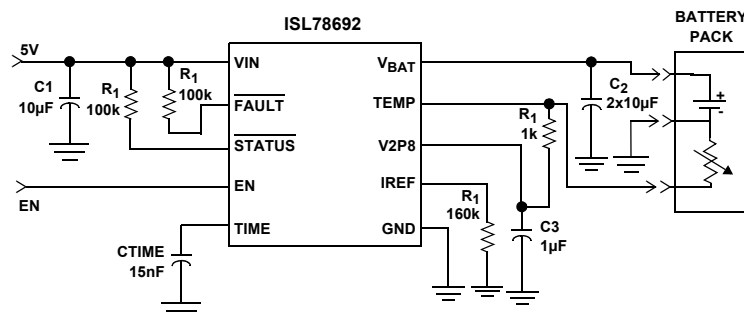 ISL78692
BATTERY
PACK
5V
C1
10µF
R1
100k
R1
100k
VIN
FAULT
STATUS
EN
TIME
EN
CTIME
15nF
VBAT
TEMP
V2P8
IREF
GND
R1
1k
R1
160k
C2
2x10µF
C3
1µF
+
-